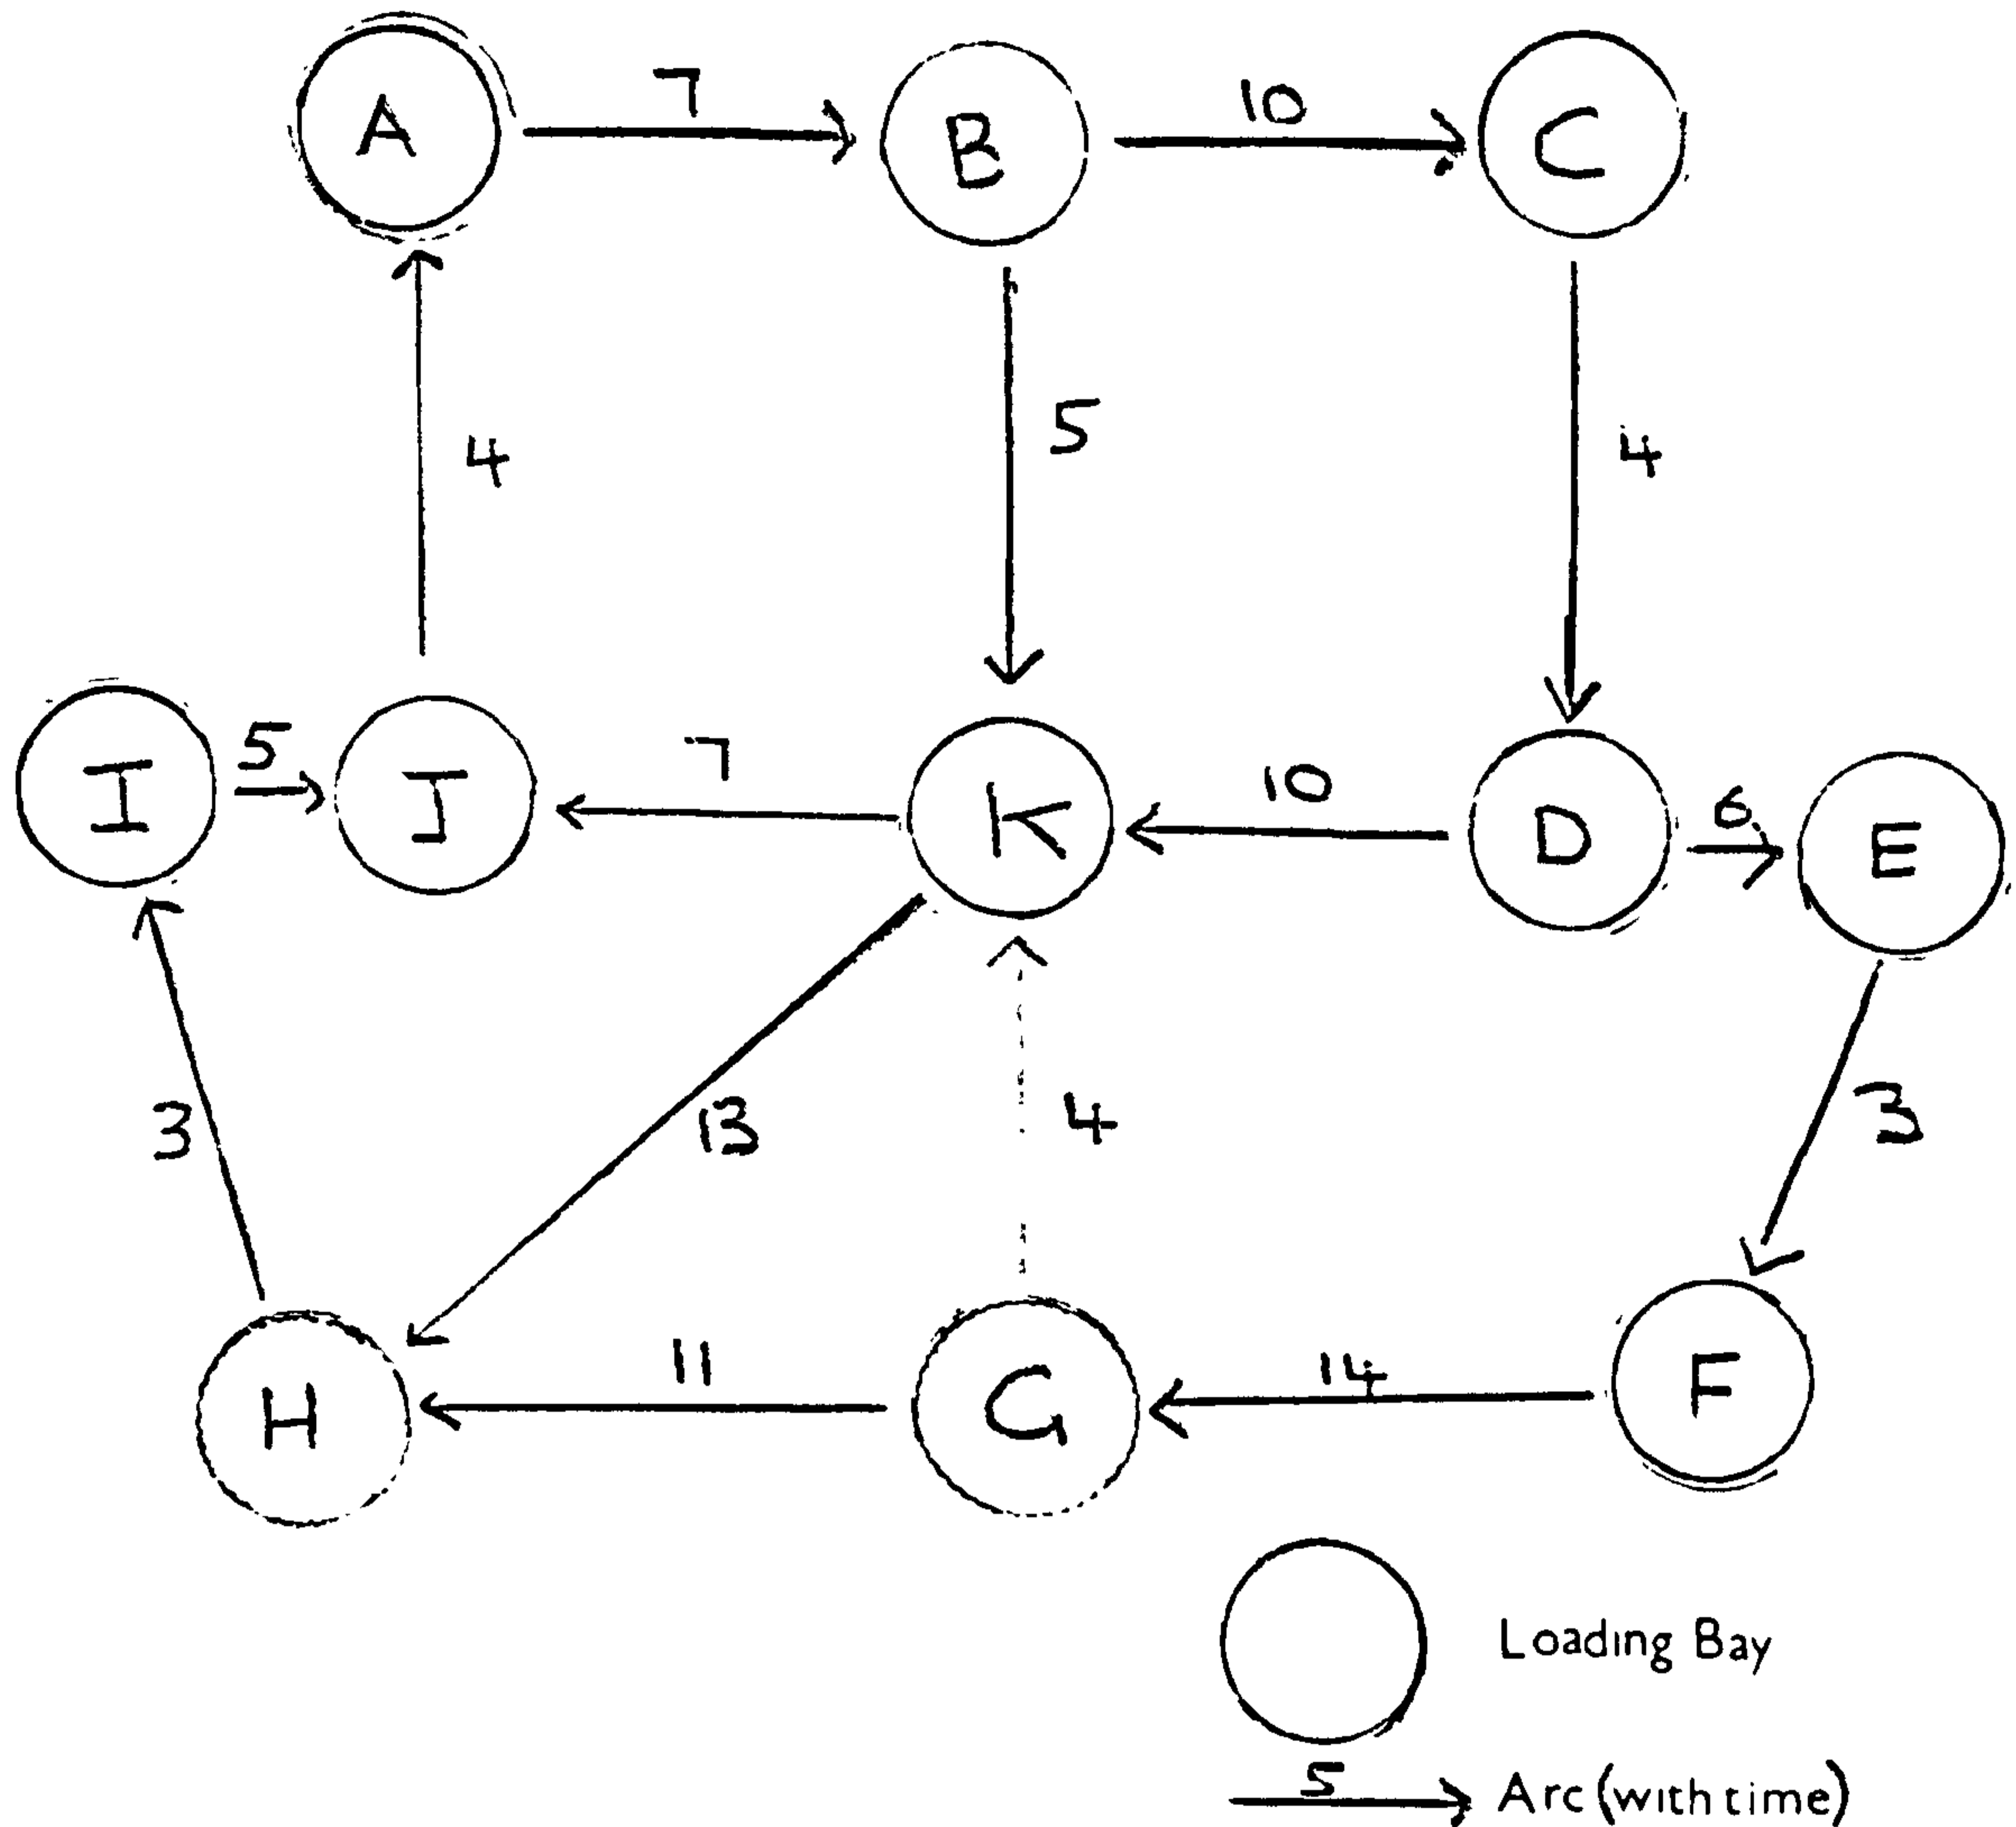 A 7 B 10 C
4 5 4
I 5 J 7 K 10 D 6 E
3 13 4 3
H 11 G 14 F
Loading Bay
5
Arc (with time)